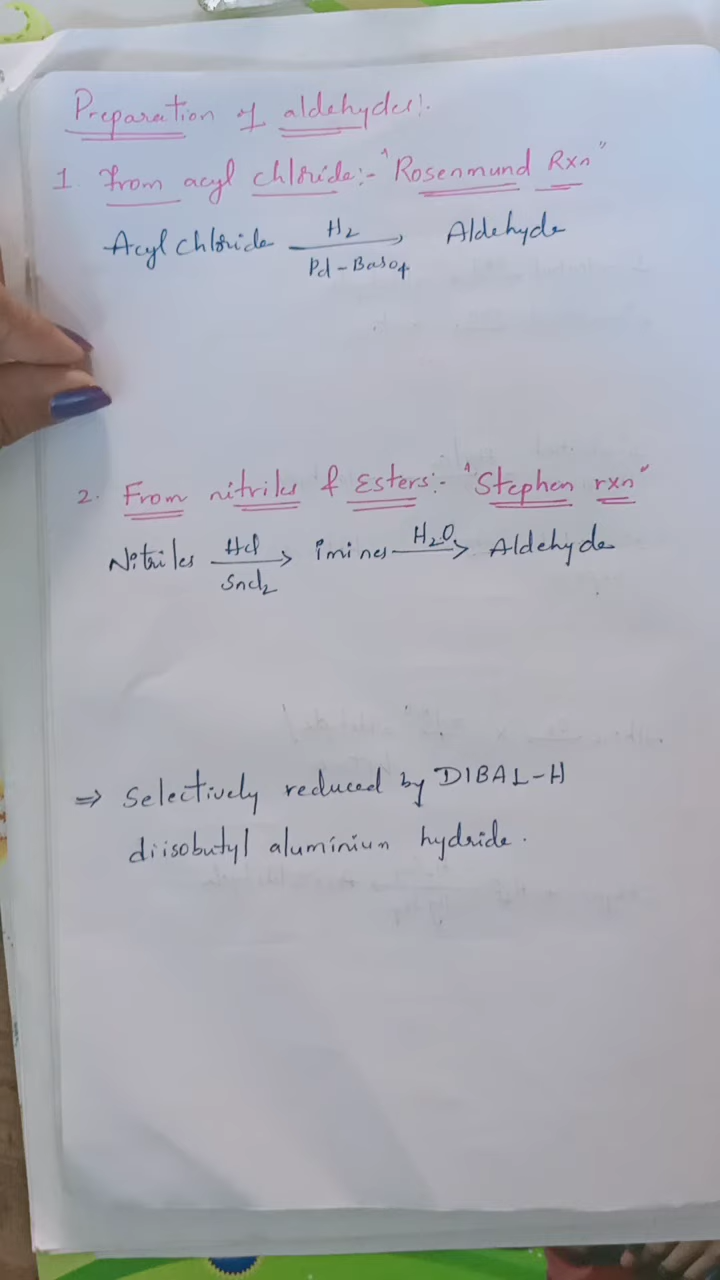 Preparation of aldehydes:-
1. From acyl chloride:- "Rosenmund Rxn"
Acyl chloride H2 → Aldehyde
Pd-BaSO4
2. From nitriles & Esters:- "Stephen rxn"
Nitriles HCl → imines H2O → Aldehyde
SnCl2
⇒ Selectively reduced by DIBAL-H
diisobutyl aluminium hydride.